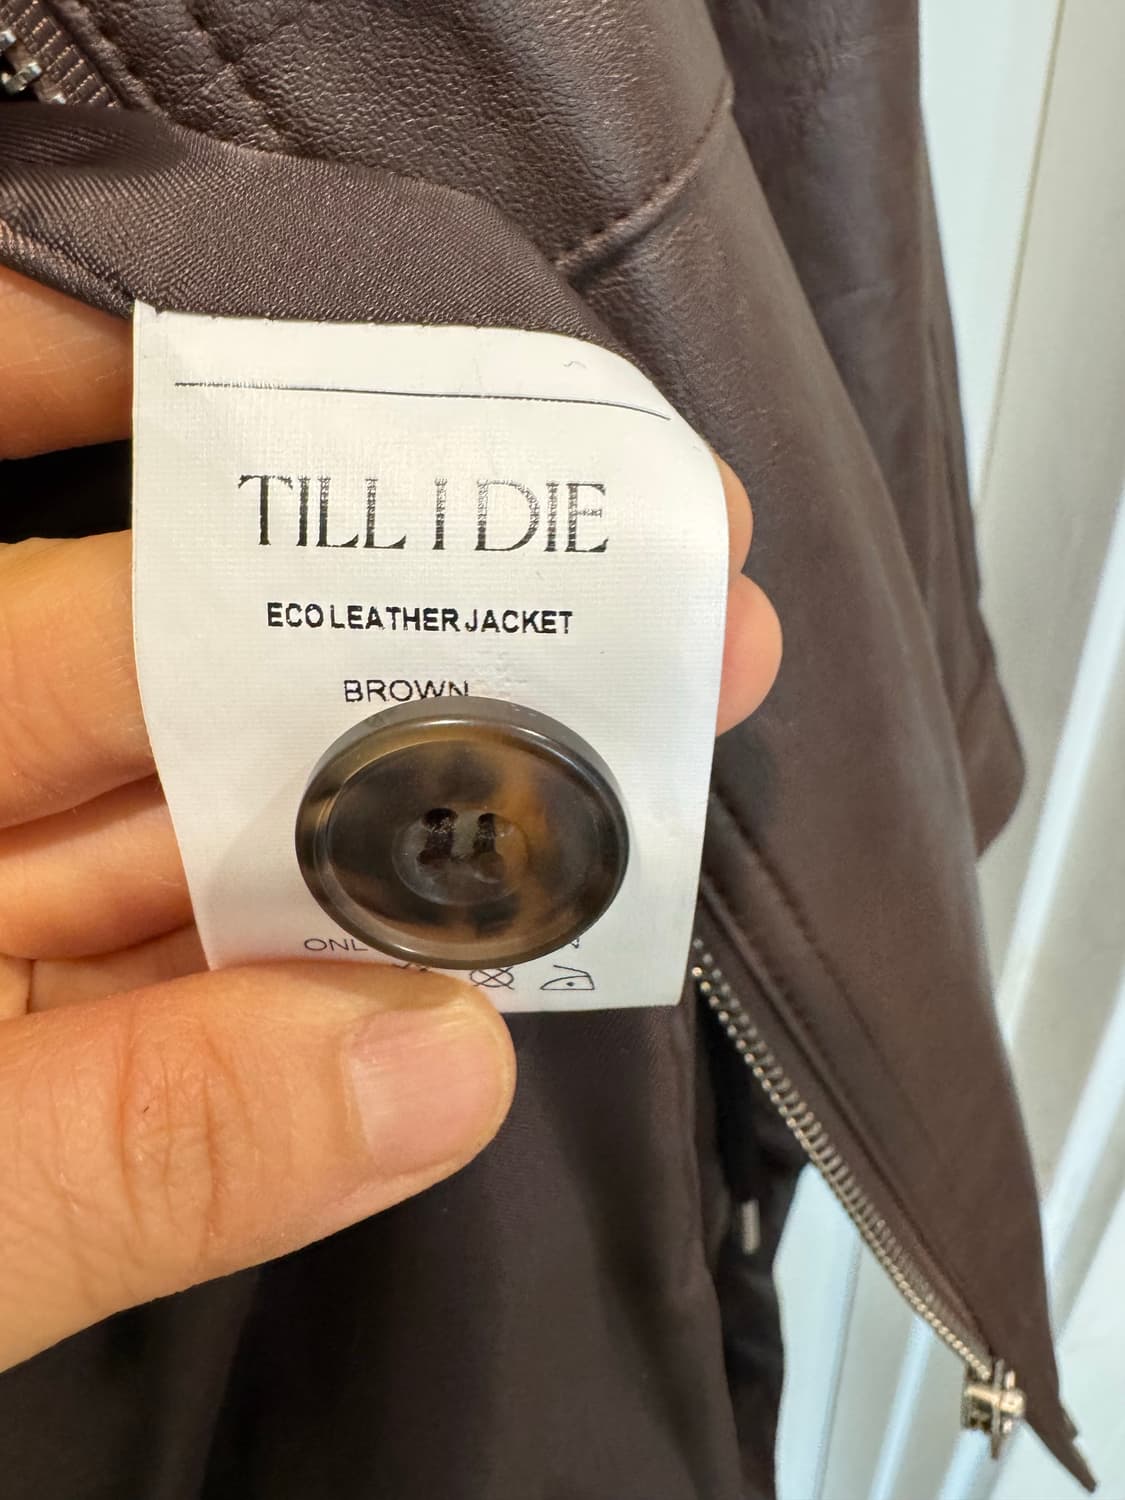 TILL I DIE
ECO LEATHER JACKET
BROWN